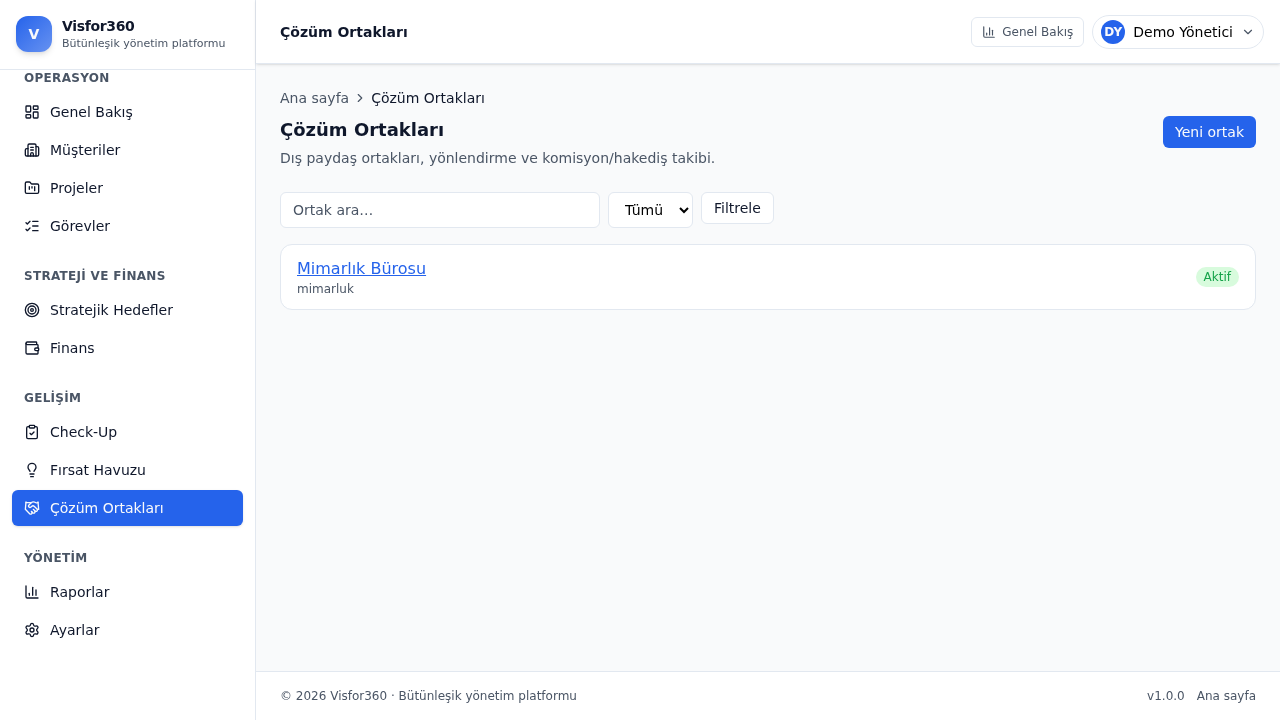 V
Visfor360
Bütünleşik yönetim platformu
OPERASYON
Genel Bakış
Müşteriler
Projeler
Görevler
STRATEJİ VE FİNANS
Stratejik Hedefler
Finans
GELİŞİM
Check-Up
Fırsat Havuzu
Çözüm Ortakları
YÖNETİM
Raporlar
Ayarlar
Çözüm Ortakları
Genel Bakış
DY Demo Yönetici
Ana sayfa > Çözüm Ortakları
Çözüm Ortakları
Yeni ortak
Dış paydaş ortakları, yönlendirme ve komisyon/hakediş takibi.
Ortak ara... Tümü Filtrele
Mimarlık Bürosu
mimarluk
Aktif
© 2026 Visfor360 · Bütünleşik yönetim platformu
v1.0.0 Ana sayfa